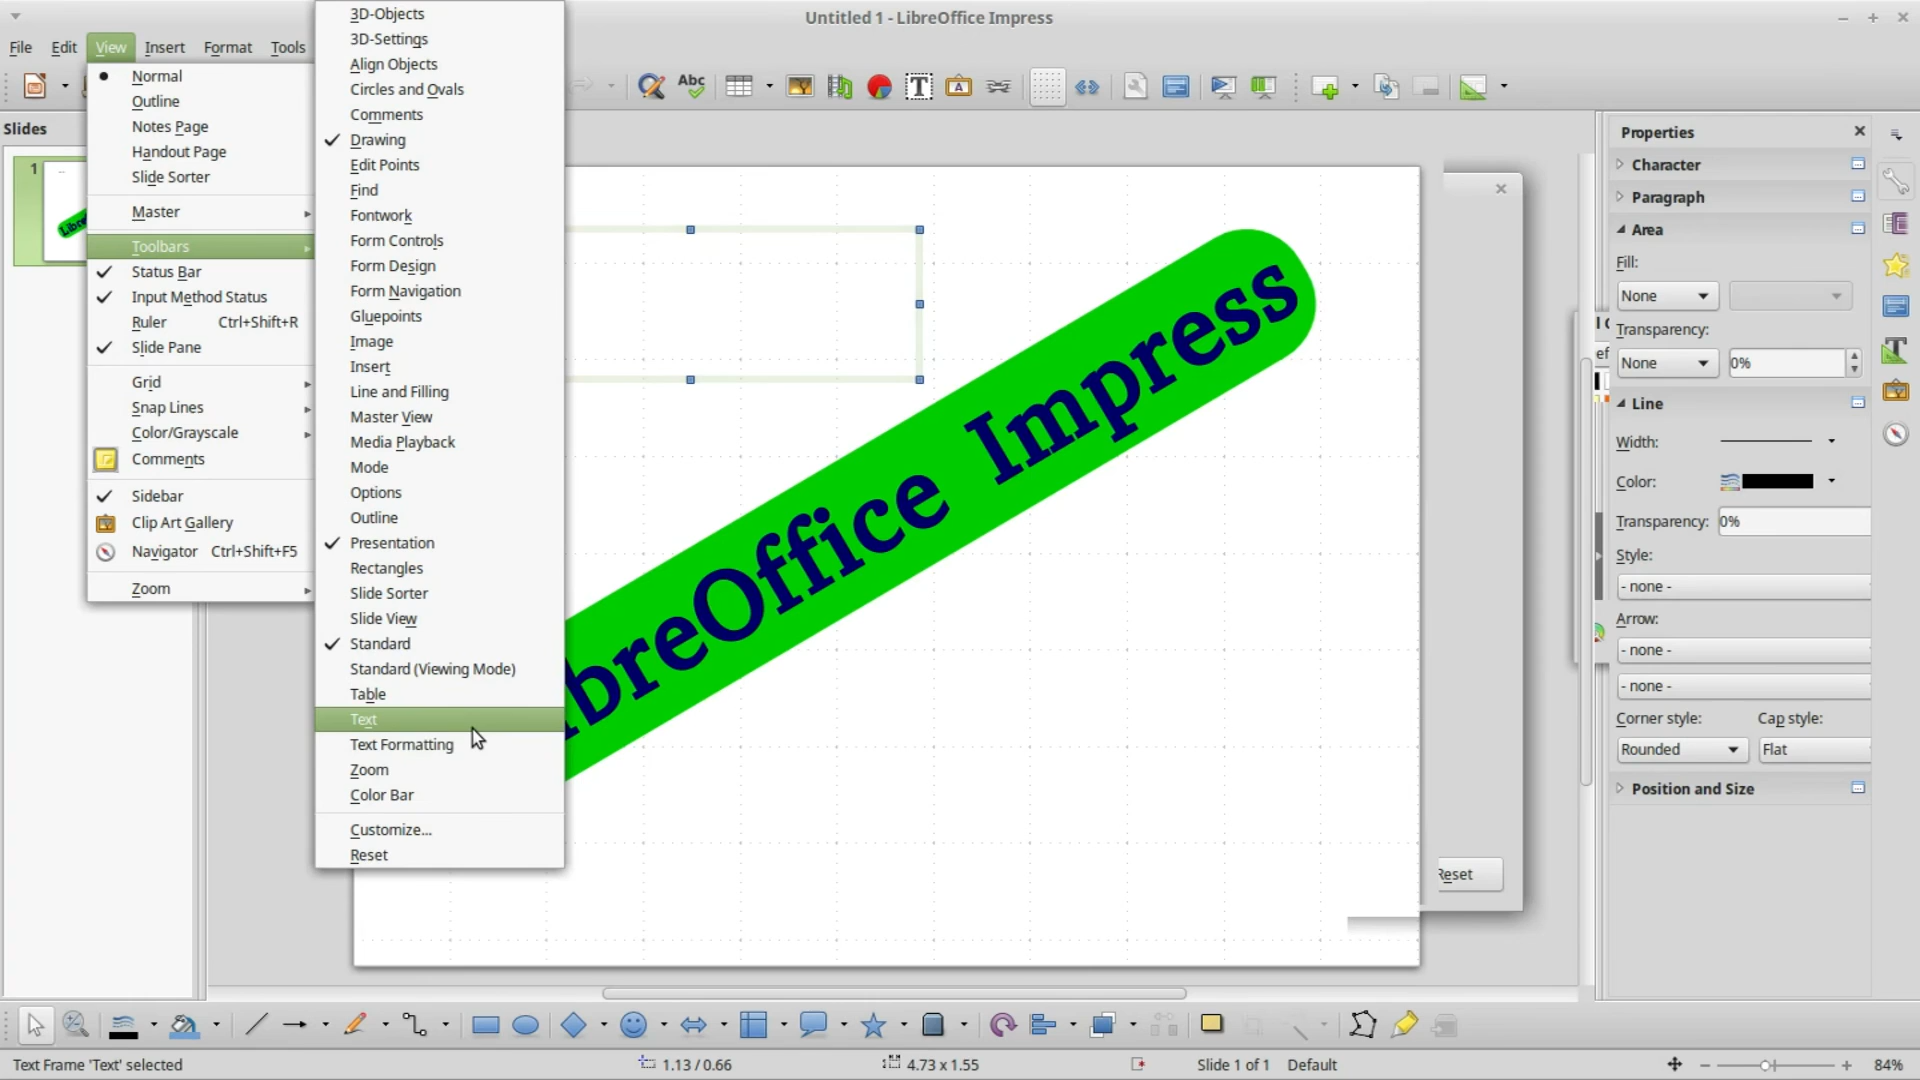 Untitled 1 - LibreOffice Impress
File Edit View Insert Format Tools
Slides
1
Normal
Outline
Notes Page
Handout Page
Slide Sorter
Master
Toolbars
Status Bar
Input Method Status
Ruler Ctrl+Shift+R
Slide Pane
Grid
Snap Lines
Color/Grayscale
Comments
Sidebar
Clip Art Gallery
Navigator Ctrl+Shift+F5
Zoom
3D-Objects
3D-Settings
Align Objects
Circles and Ovals
Comments
Drawing
Edit Points
Find
Fontwork
Form Controls
Form Design
Form Navigation
Gluepoints
Image
Insert
Line and Filling
Master View
Media Playback
Mode
Options
Outline
Presentation
Rectangles
Slide Sorter
Slide View
Standard
Standard (Viewing Mode)
Table
Text
Text Formatting
Zoom
Color Bar
Customize...
Reset
Abc
breOffice Impress
Reset
Properties
Character
Paragraph
Area
Fill:
None
Transparency:
None 0%
Line
Width:
Color:
Transparency: 0%
Style:
- none -
Arrow:
- none -
- none -
Corner style: Cap style:
Rounded Flat
Position and Size
Text Frame 'Text' selected 1.13 / 0.66 4.73 x 1.55 Slide 1 of 1 Default 84%